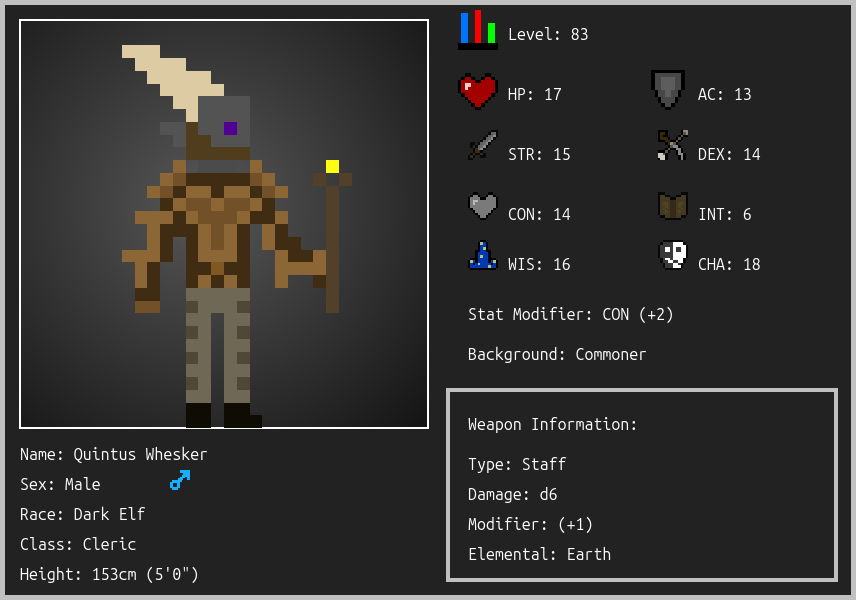 Level: 83
HP: 17
AC: 13
STR: 15
DEX: 14
CON: 14
INT: 6
WIS: 16
CHA: 18
Stat Modifier: CON (+2)
Background: Commoner
Weapon Information:
Type: Staff
Damage: d6
Modifier: (+1)
Elemental: Earth
Name: Quintus Whesker
Sex: Male
Race: Dark Elf
Class: Cleric
Height: 153cm (5'0")